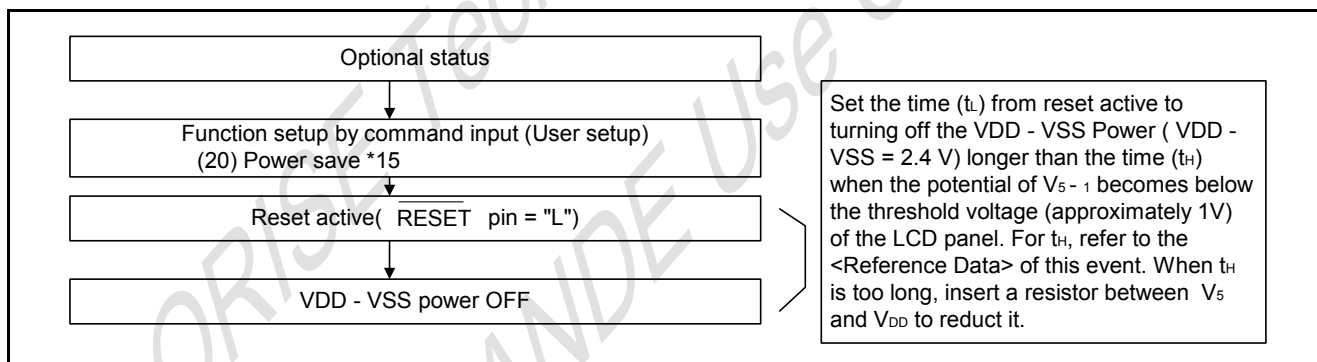 Optional status
Function setup by command input (User setup)
(20) Power save *15
Reset active( RESET pin = "L")
VDD - VSS power OFF
Set the time (tL) from reset active to
turning off the VDD - VSS Power ( VDD -
VSS = 2.4 V) longer than the time (tH)
when the potential of V5 - 1 becomes below
the threshold voltage (approximately 1V)
of the LCD panel. For tH, refer to the
<Reference Data> of this event. When tH
is too long, insert a resistor between V5
and VDD to reduct it.
ORISE Tec
ANDE Use